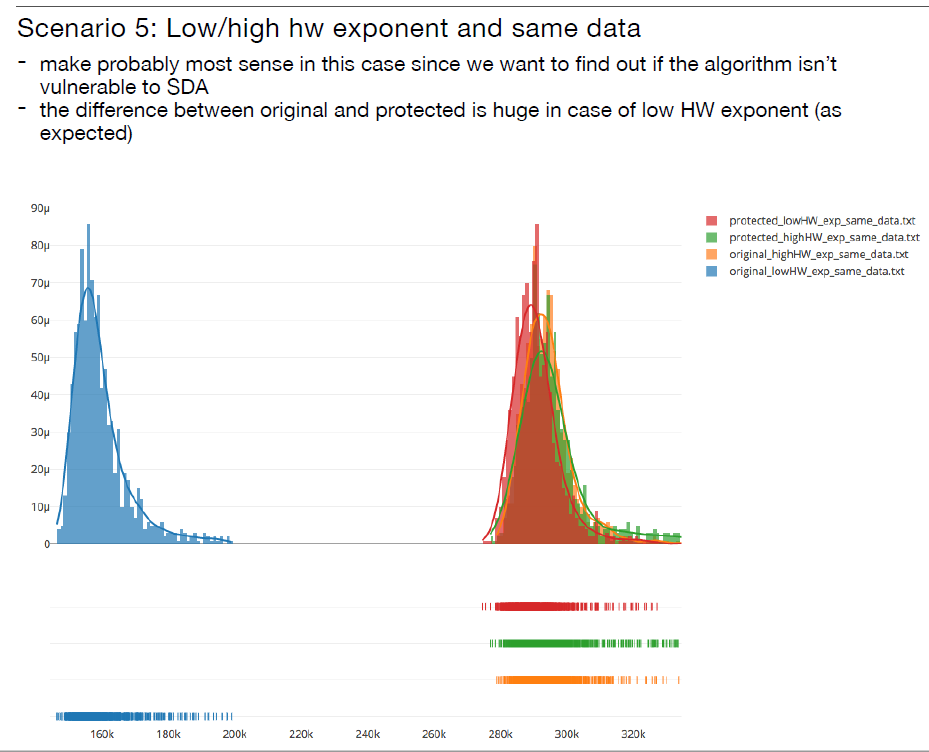 Scenario 5: Low/high hw exponent and same data
- make probably most sense in this case since we want to find out if the algorithm isn't
vulnerable to SDA
- the difference between original and protected is huge in case of low HW exponent (as
expected)
90μ
80μ
70μ
60μ
50μ
40μ
30μ
20μ
10μ
0
protected_lowHW_exp_same_data.txt
protected_highHW_exp_same_data.txt
original_highHW_exp_same_data.txt
original_lowHW_exp_same_data.txt
160k 180k 200k 220k 240k 260k 280k 300k 320k